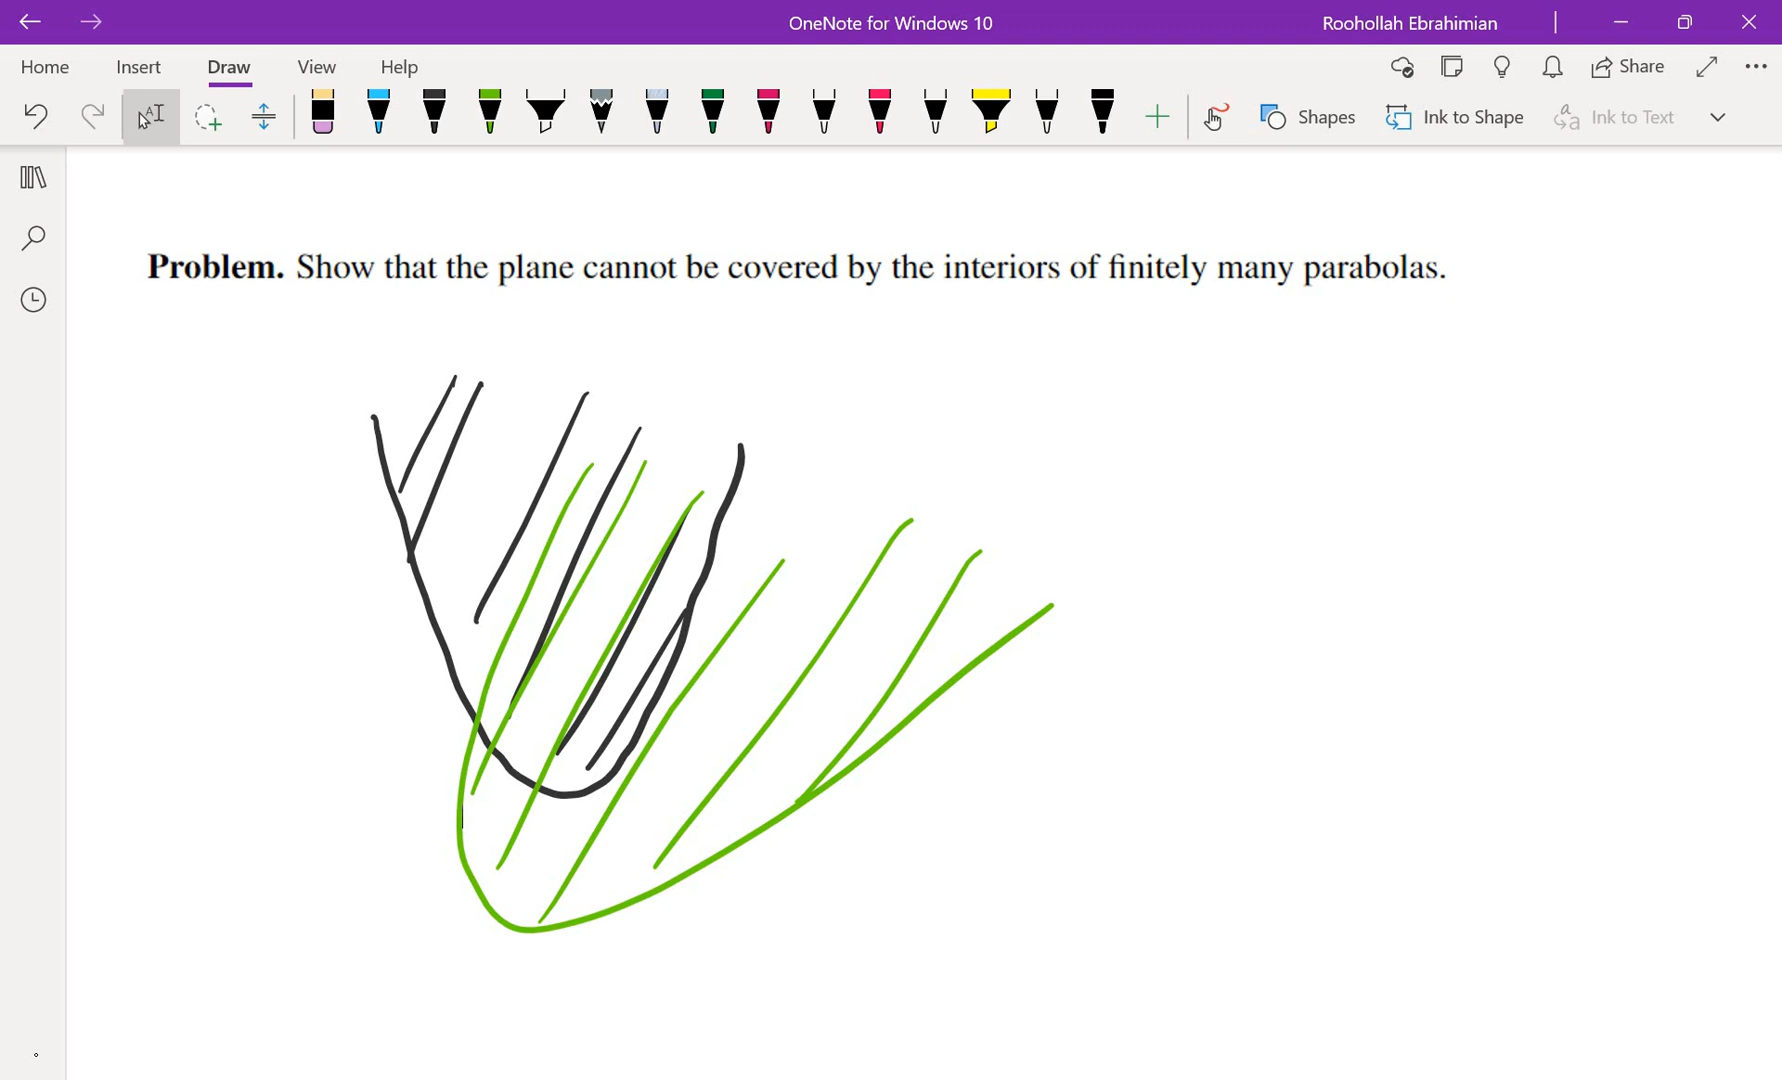 OneNote for Windows 10
Roohollah Ebrahimian
Home Insert Draw View Help
Share
Shapes Ink to Shape Ink to Text
Problem. Show that the plane cannot be covered by the interiors of finitely many parabolas.